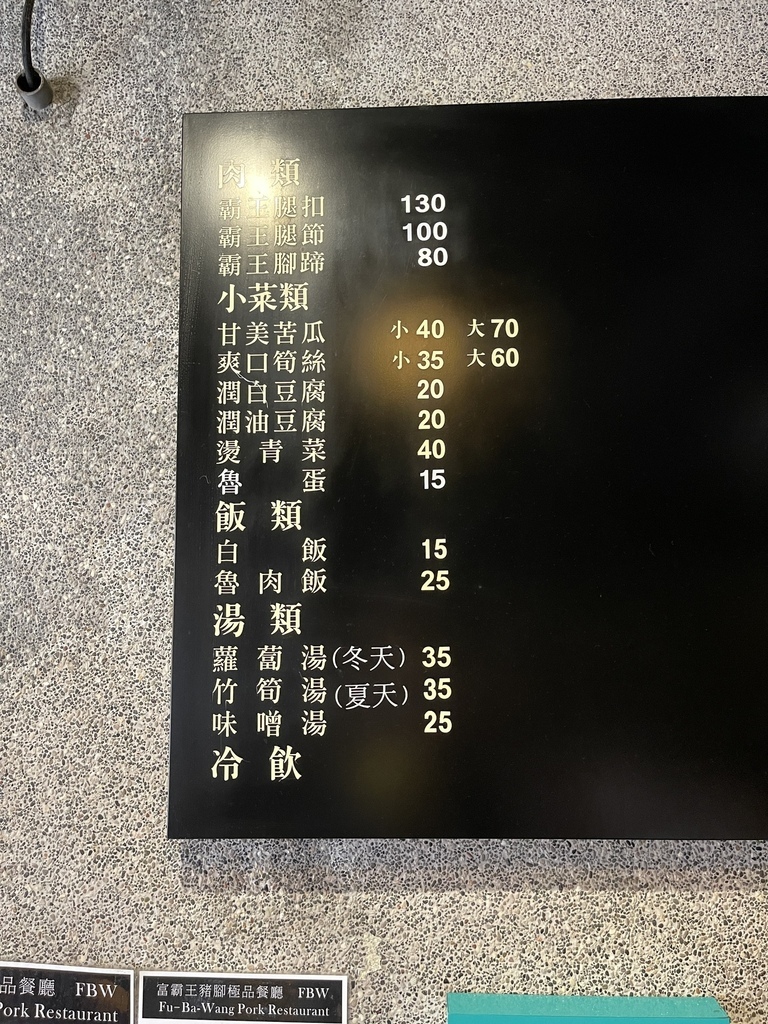 肉類
霸王腿扣 130
霸王腿節 100
霸王腳蹄 80
小菜類
甘美苦瓜 小40 大70
爽口筍絲 小35 大60
潤白豆腐 20
潤油豆腐 20
燙青菜 40
魯蛋 15
飯類
白飯 15
魯肉飯 25
湯類
蘿蔔湯(冬天) 35
竹筍湯(夏天) 35
味噌湯 25
冷飲
品餐廳 FBW
Pork Restaurant
富霸王豬腳極品餐廳 FBW
Fu-Ba-Wang Pork Restaurant